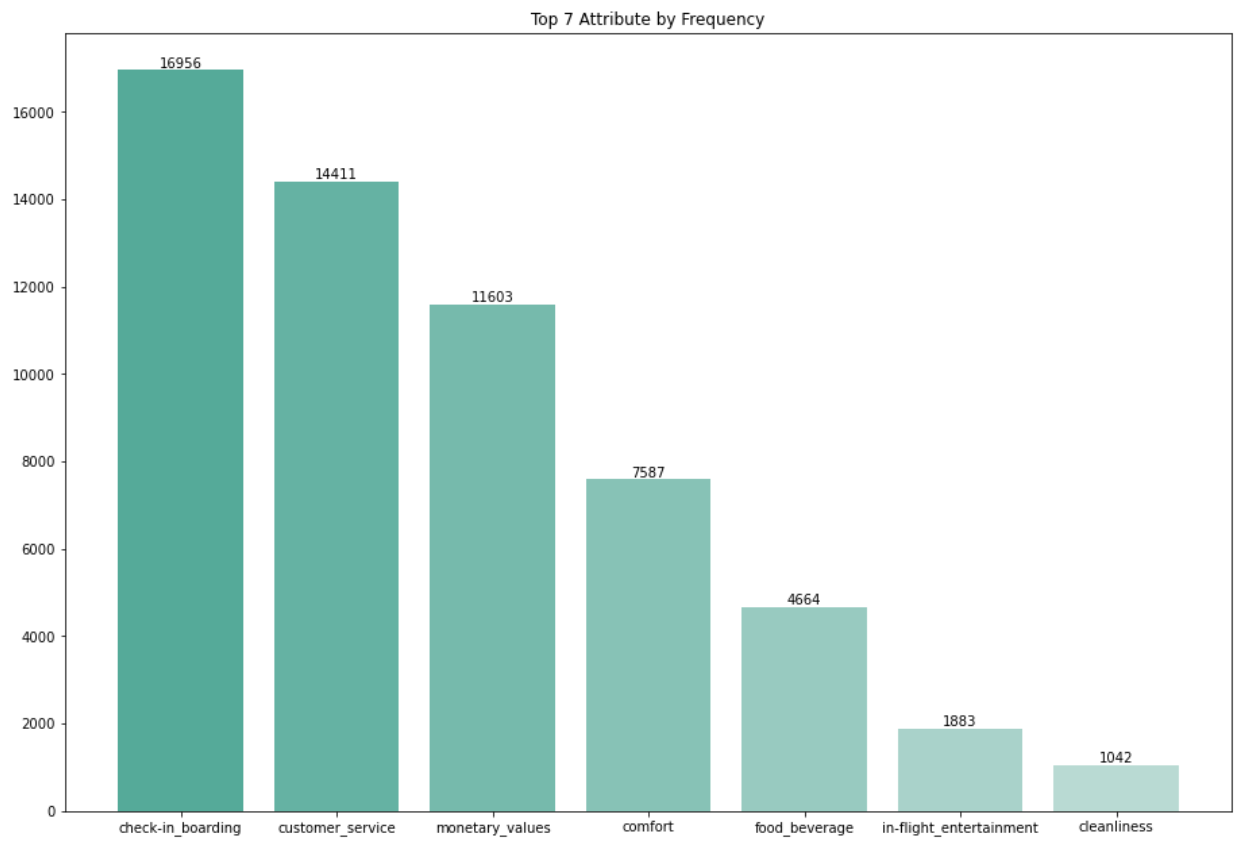 Top 7 Attribute by Frequency
16956
16000
14411
14000
12000
11603
10000
8000
7587
6000
4664
4000
2000
1883
1042
0
check-in_boarding
customer_service
monetary_values
comfort
food_beverage
in-flight_entertainment
cleanliness